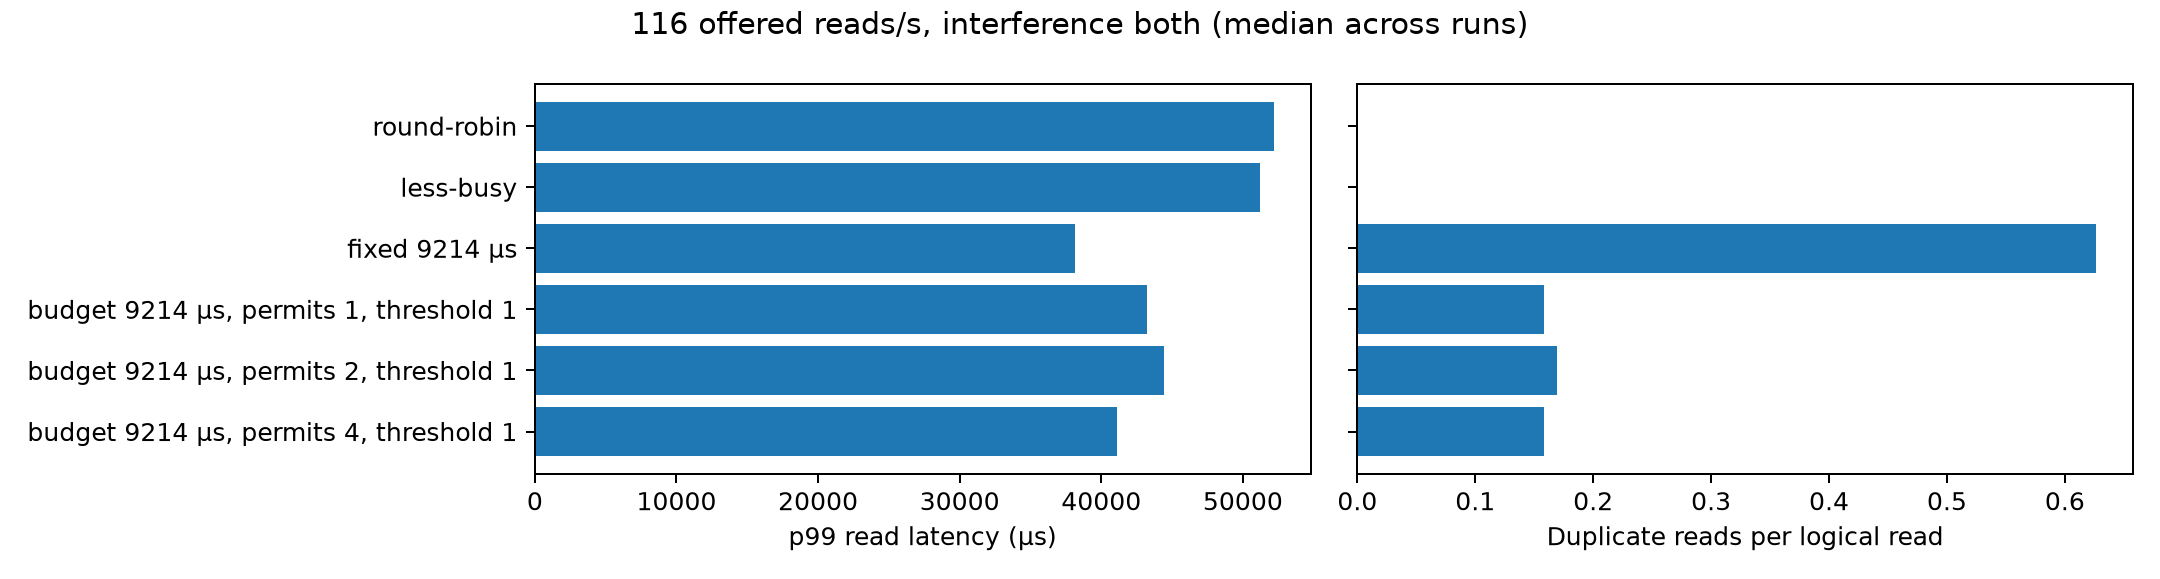 116 offered reads/s, interference both (median across runs)
round-robin
less-busy
fixed 9214 µs
budget 9214 µs, permits 1, threshold 1
budget 9214 µs, permits 2, threshold 1
budget 9214 µs, permits 4, threshold 1
0 10000 20000 30000 40000 50000
p99 read latency (µs)
0.0 0.1 0.2 0.3 0.4 0.5 0.6
Duplicate reads per logical read